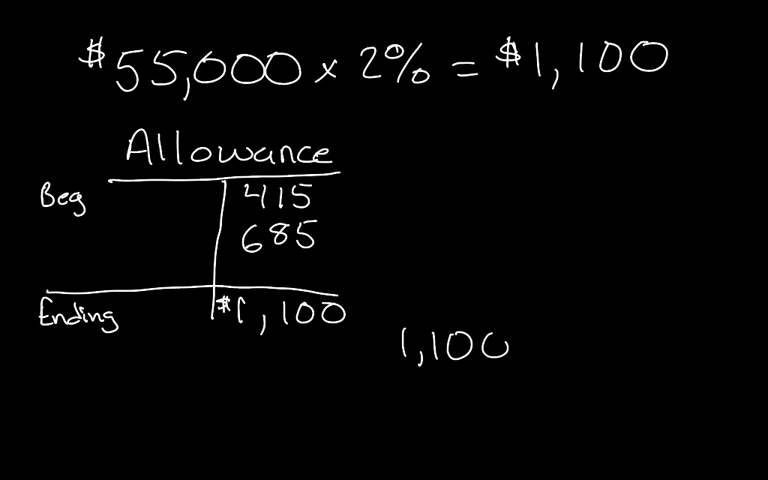 $55,000 x 2% = $1,100
Allowance
Beg 415
685
Ending $1,100
1,100